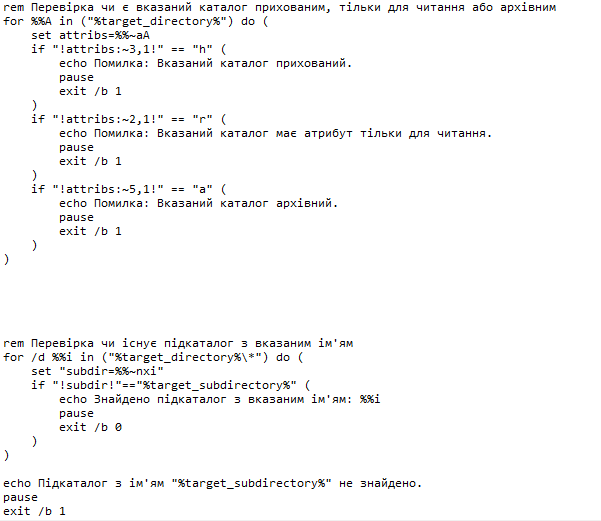 rem Перевірка чи є вказаний каталог прихованим, тільки для читання або архівним
for %%A in ("%target_directory%") do (
    set attribs=%%~aA
    if "!attribs:~3,1!" == "h" (
        echo Помилка: Вказаний каталог прихований.
        pause
        exit /b 1
    )
    if "!attribs:~2,1!" == "r" (
        echo Помилка: Вказаний каталог має атрибут тільки для читання.
        pause
        exit /b 1
    )
    if "!attribs:~5,1!" == "a" (
        echo Помилка: Вказаний каталог архівний.
        pause
        exit /b 1
    )
)
rem Перевірка чи існує підкаталог з вказаним ім'ям
for /d %%i in ("%target_directory%\*") do (
    set "subdir=%%~nxi"
    if "!subdir!"=="%target_subdirectory%" (
        echo Знайдено підкаталог з вказаним ім'ям: %%i
        pause
        exit /b 0
    )
)
echo Підкаталог з ім'ям "%target_subdirectory%" не знайдено.
pause
exit /b 1